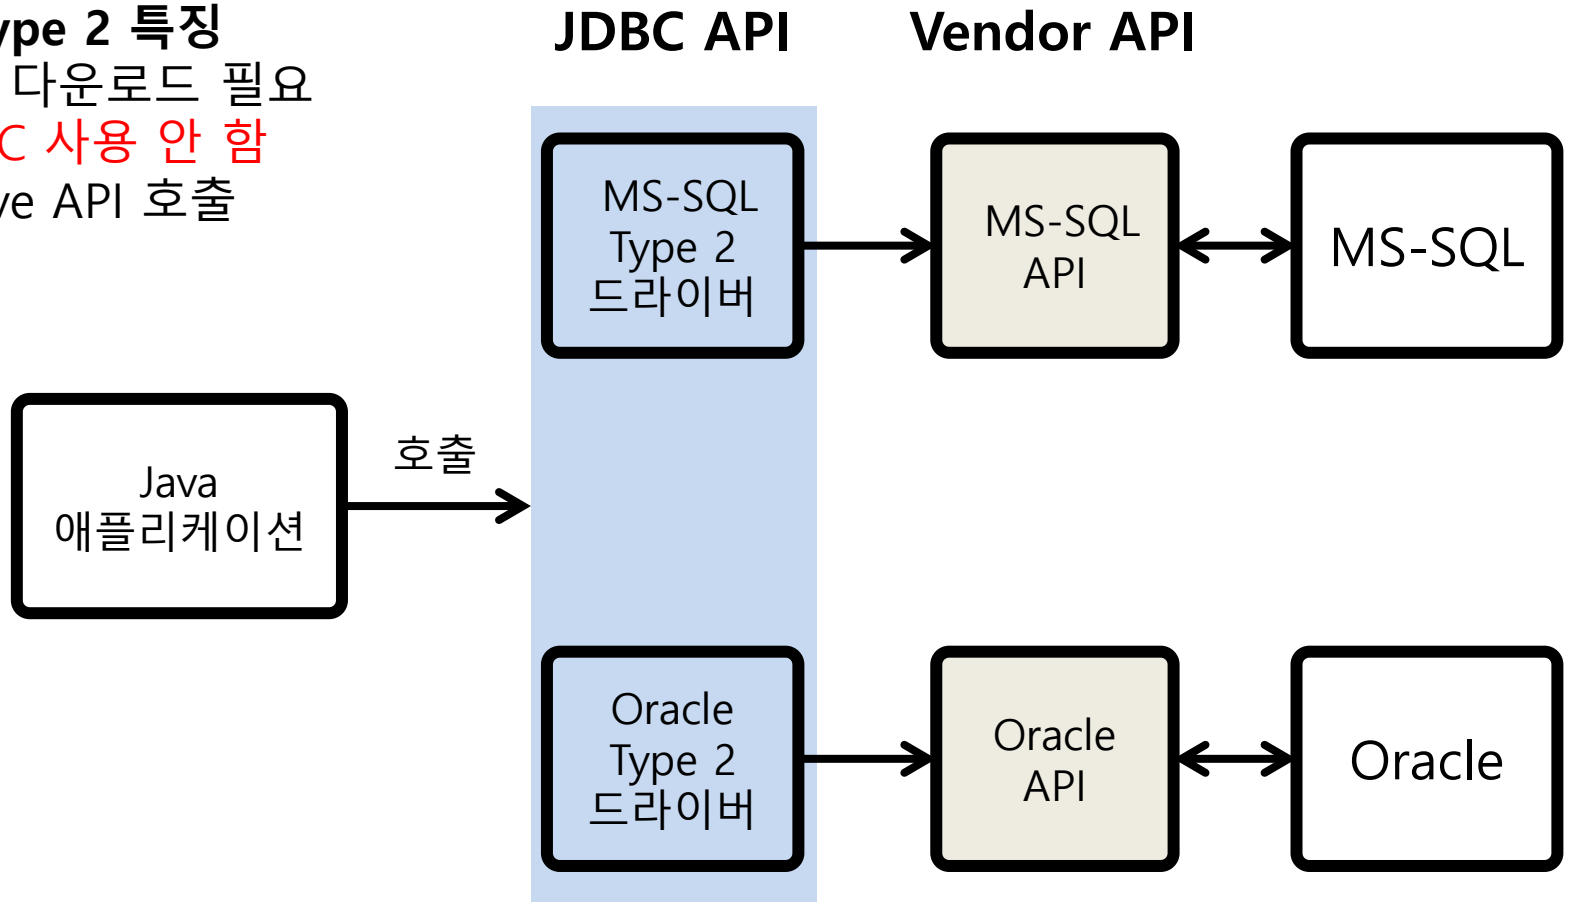 ype 2 특징
다운로드 필요
C 사용 안 함
ve API 호출
JDBC API
Vendor API
MS-SQL
Type 2
드라이버
MS-SQL
API
MS-SQL
Java
애플리케이션
호출
Oracle
Type 2
드라이버
Oracle
API
Oracle